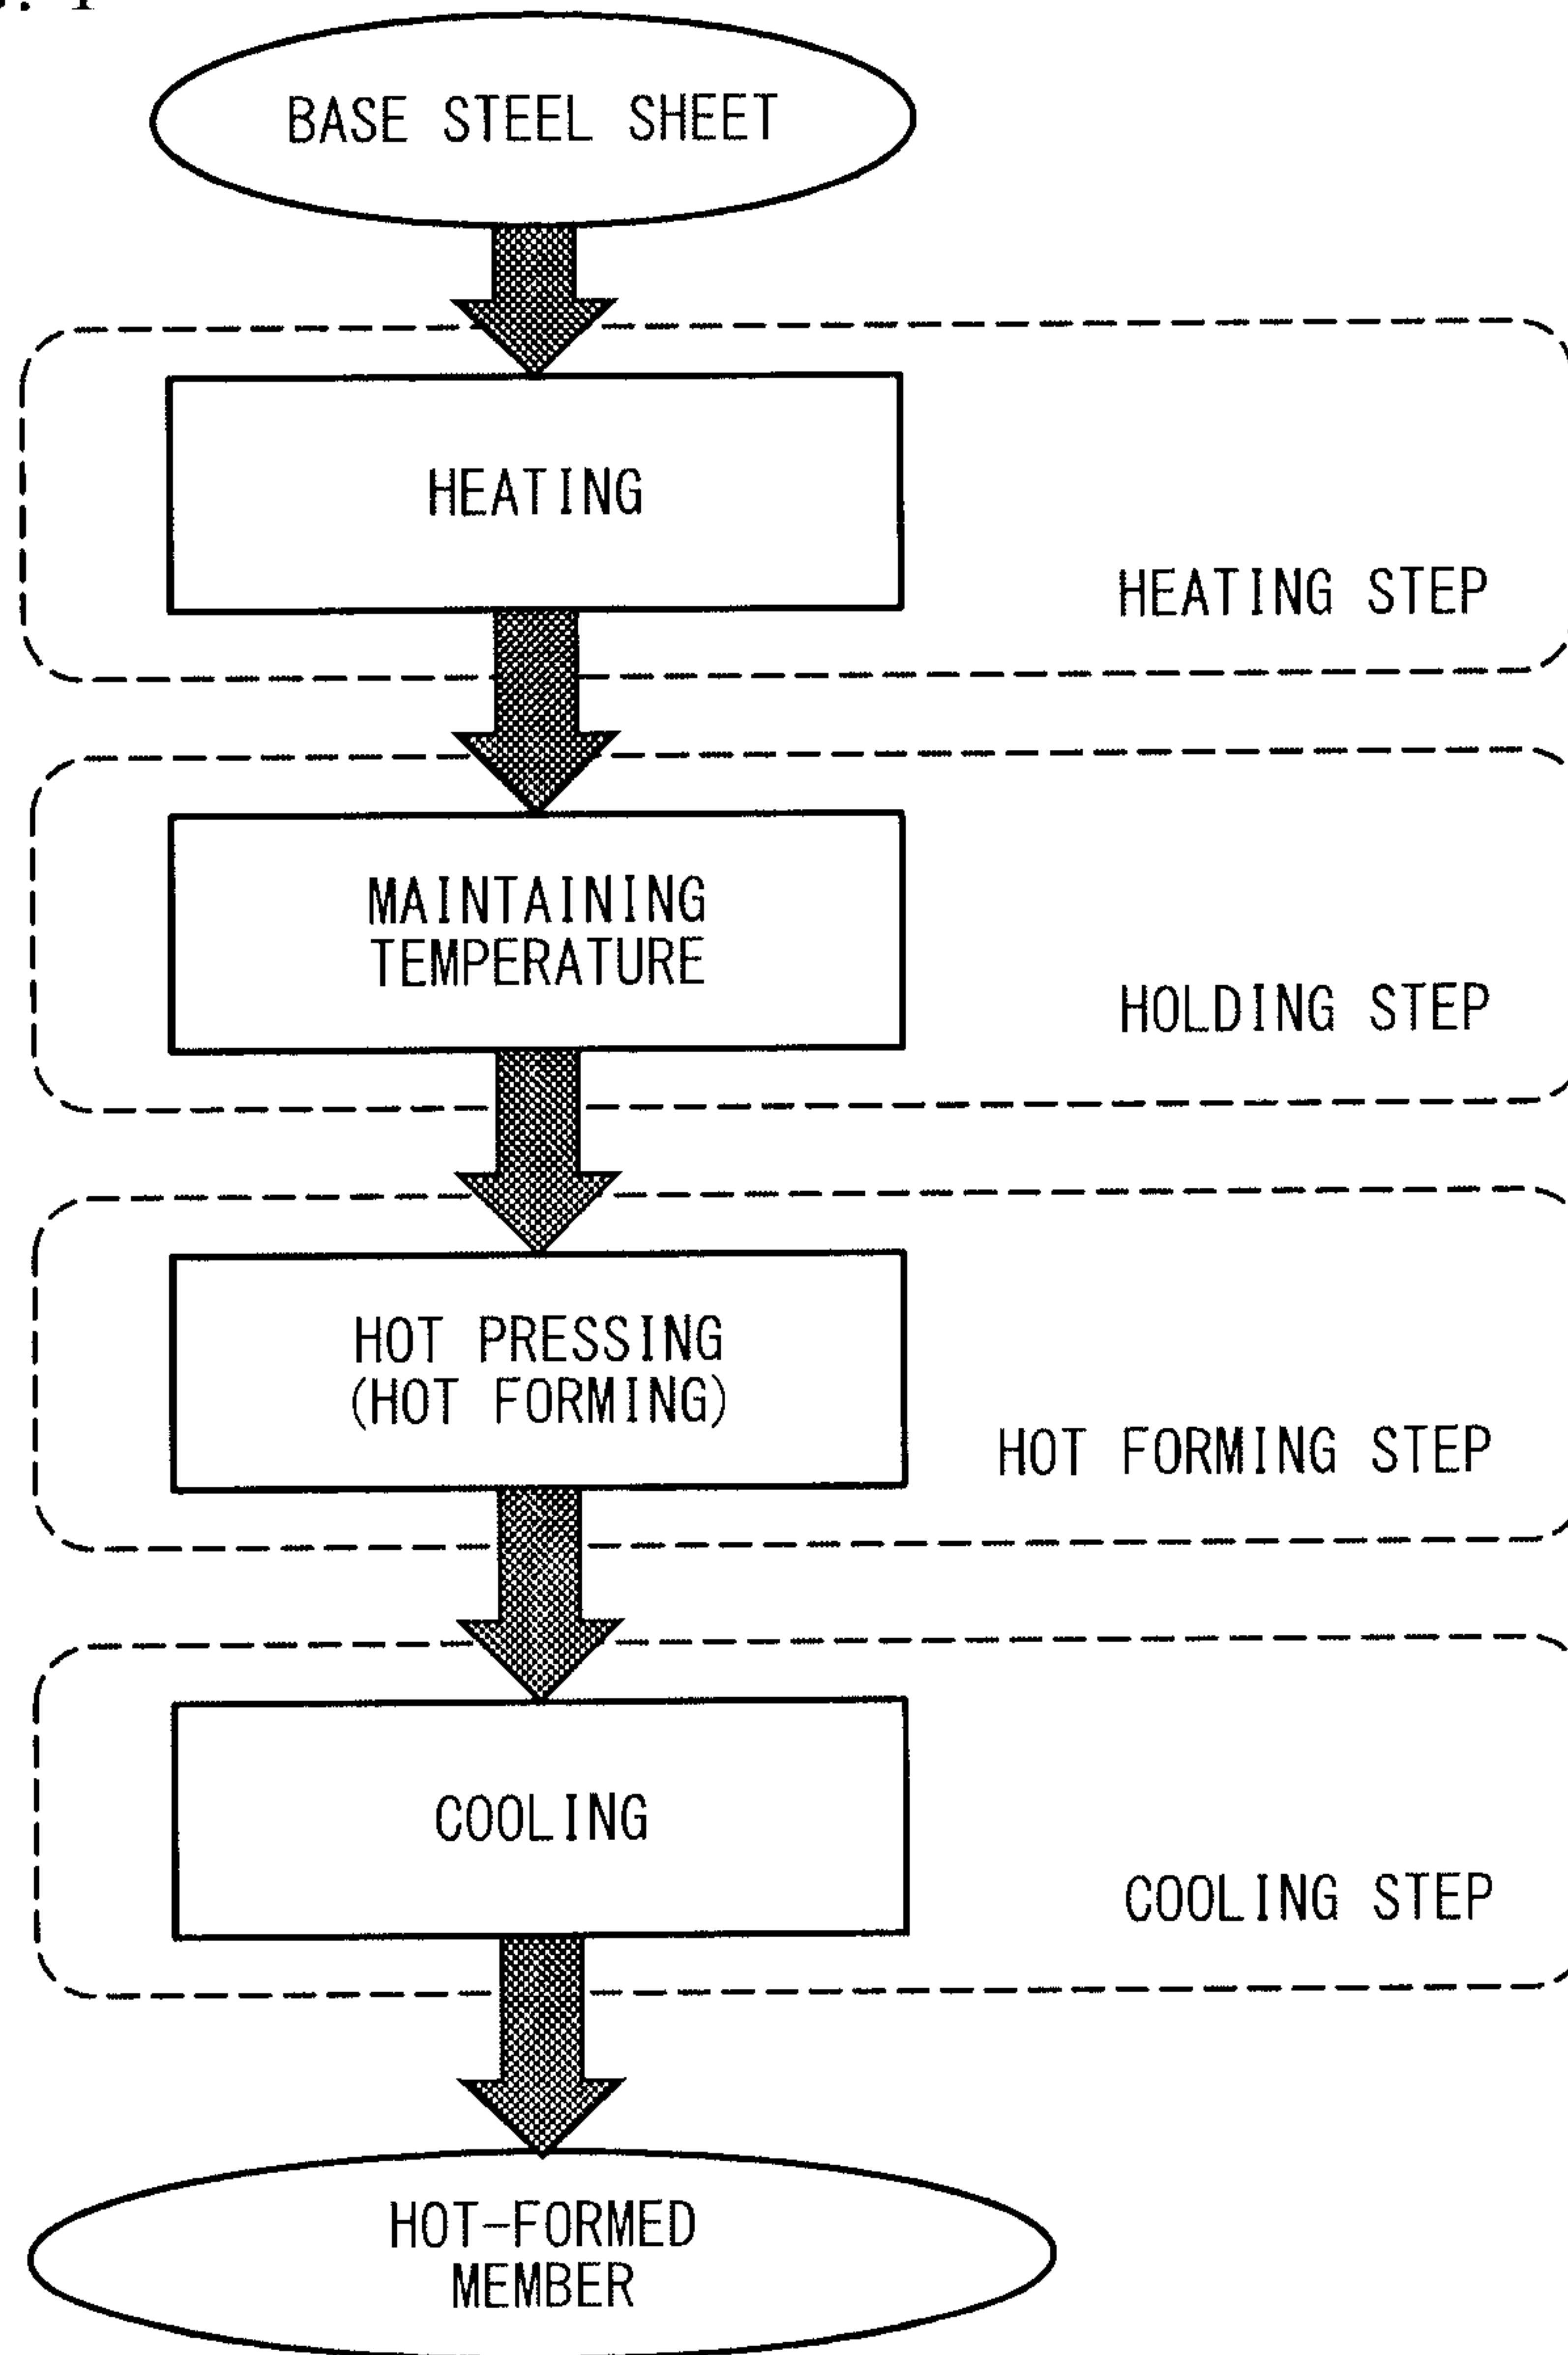 BASE STEEL SHEET
HEATING
HEATING STEP
MAINTAINING
TEMPERATURE
HOLDING STEP
HOT PRESSING
(HOT FORMING)
HOT FORMING STEP
COOLING
COOLING STEP
HOT-FORMED
MEMBER